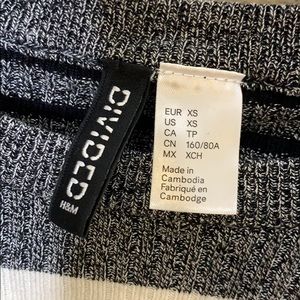 DIVIDED
H&M
EUR XS
US XS
CA TP
CN 160/80A
MX XCH
Made in
Cambodia
Fabriqué en
Cambodge